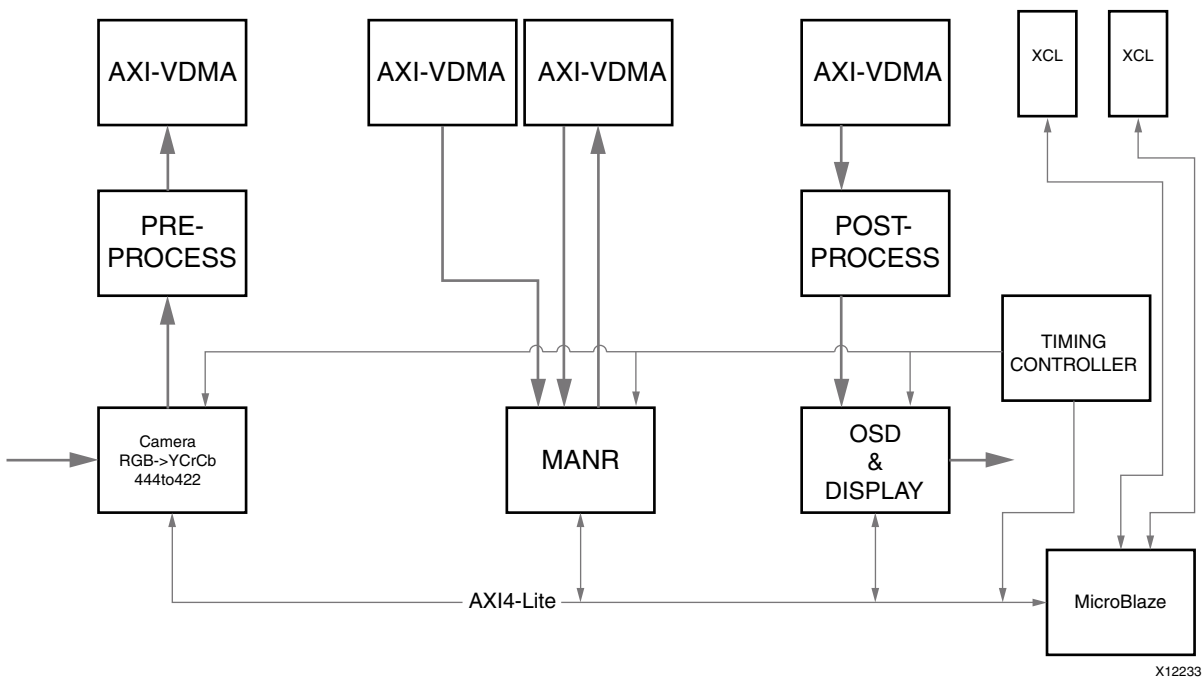 AXI-VDMA
AXI-VDMA
AXI-VDMA
AXI-VDMA
XCL
XCL
PRE-
PROCESS
POST-
PROCESS
TIMING
CONTROLLER
Camera
RGB->YCrCb
444to422
MANR
OSD
&
DISPLAY
AXI4-Lite
MicroBlaze
X12233